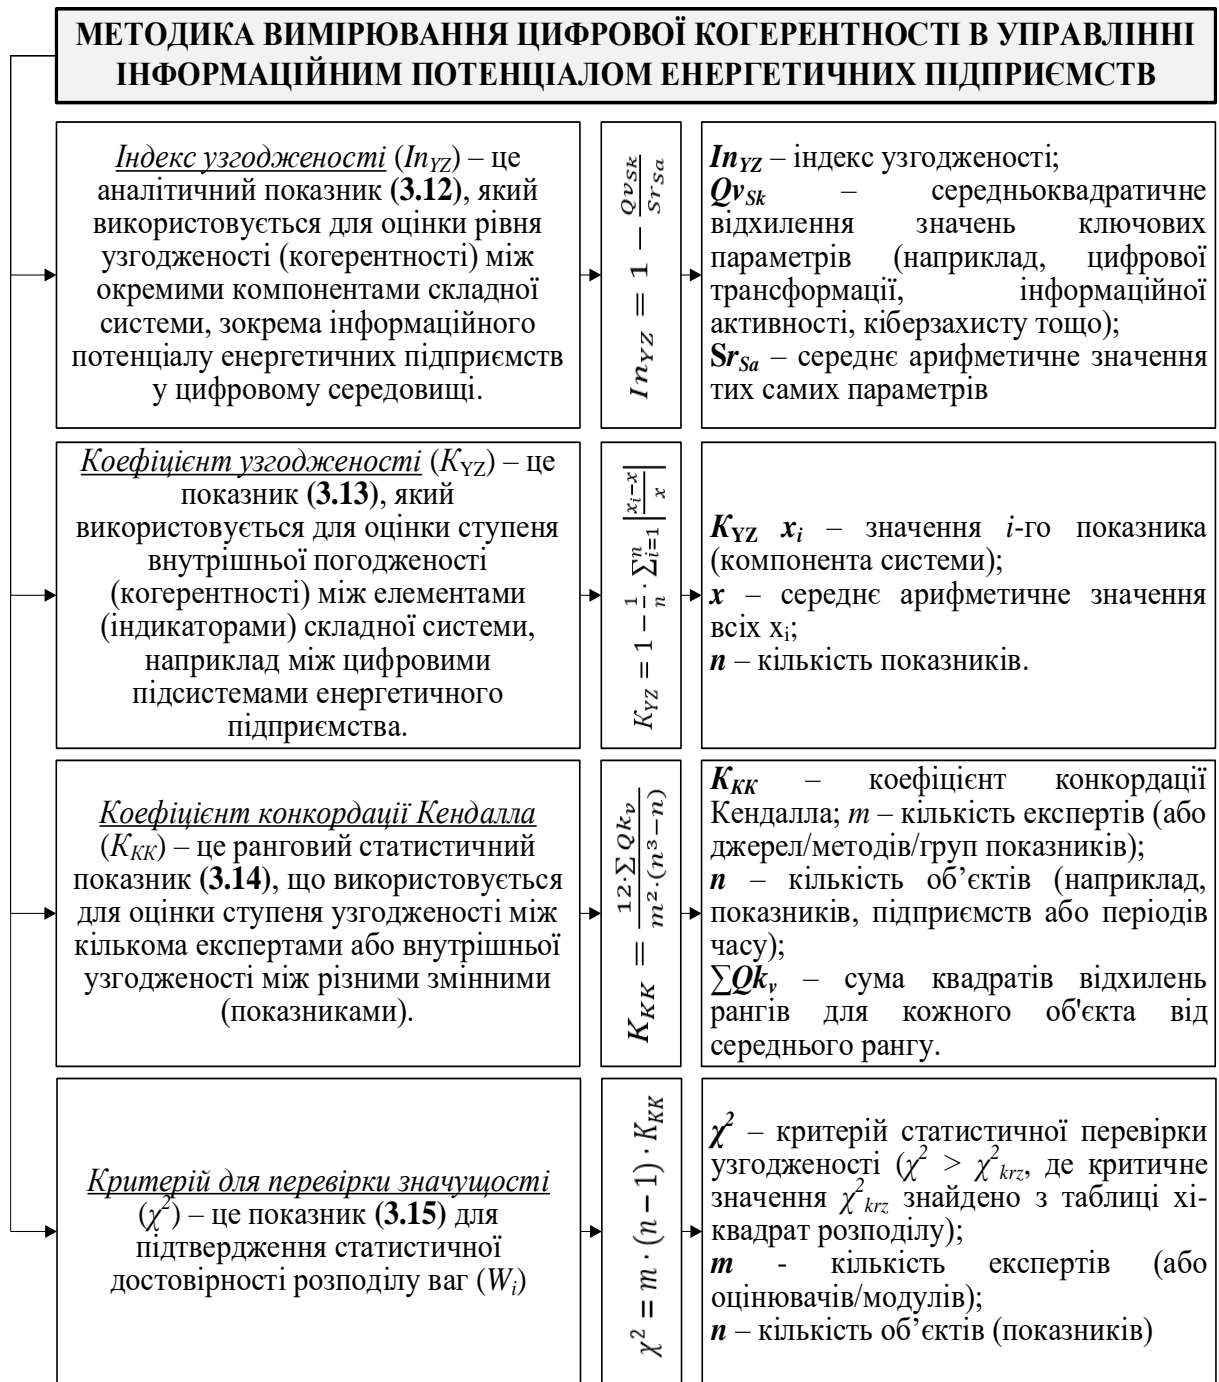 МЕТОДИКА ВИМІРЮВАННЯ ЦИФРОВОЇ КОГЕРЕНТНОСТІ В УПРАВЛІННІ
ІНФОРМАЦІЙНИМ ПОТЕНЦІАЛОМ ЕНЕРГЕТИЧНИХ ПІДПРИЄМСТВ
Індекс узгодженості (In_YZ) – це
аналітичний показник (3.12), який
використовується для оцінки рівня
узгодженості (когерентності) між
окремими компонентами складної
системи, зокрема інформаційного
потенціалу енергетичних підприємств
у цифровому середовищі.
In_YZ = 1 − Qv_Sk / Sr_Sa
In_YZ – індекс узгодженості;
Qv_Sk – середньоквадратичне
відхилення значень ключових
параметрів (наприклад, цифрової
трансформації, інформаційної
активності, кіберзахисту тощо);
Sr_Sa – середнє арифметичне значення
тих самих параметрів
Коефіцієнт узгодженості (K_YZ) – це
показник (3.13), який
використовується для оцінки ступеня
внутрішньої погодженості
(когерентності) між елементами
(індикаторами) складної системи,
наприклад між цифровими
підсистемами енергетичного
підприємства.
K_YZ = 1 − 1/n · ∑_{i=1}^{n} |(x_i−x)/x|
K_YZ x_i – значення i-го показника
(компонента системи);
x – середнє арифметичне значення
всіх x_i;
n – кількість показників.
Коефіцієнт конкордації Кендалла
(K_KK) – це ранговий статистичний
показник (3.14), що використовується
для оцінки ступеня узгодженості між
кількома експертами або внутрішньої
узгодженості між різними змінними
(показниками).
K_KK = 12·∑ Qk_v / m²·(n³−n)
K_KK – коефіцієнт конкордації
Кендалла; m – кількість експертів (або
джерел/методів/груп показників);
n – кількість об’єктів (наприклад,
показників, підприємств або періодів
часу);
∑Qk_v – сума квадратів відхилень
рангів для кожного об'єкта від
середнього рангу.
Критерій для перевірки значущості
(χ²) – це показник (3.15) для
підтвердження статистичної
достовірності розподілу ваг (W_i)
χ² = m · (n − 1) · K_KK
χ² – критерій статистичної перевірки
узгодженості (χ² > χ²_krz, де критичне
значення χ²_krz знайдено з таблиці хі-
квадрат розподілу);
m - кількість експертів (або
оцінювачів/модулів);
n – кількість об’єктів (показників)